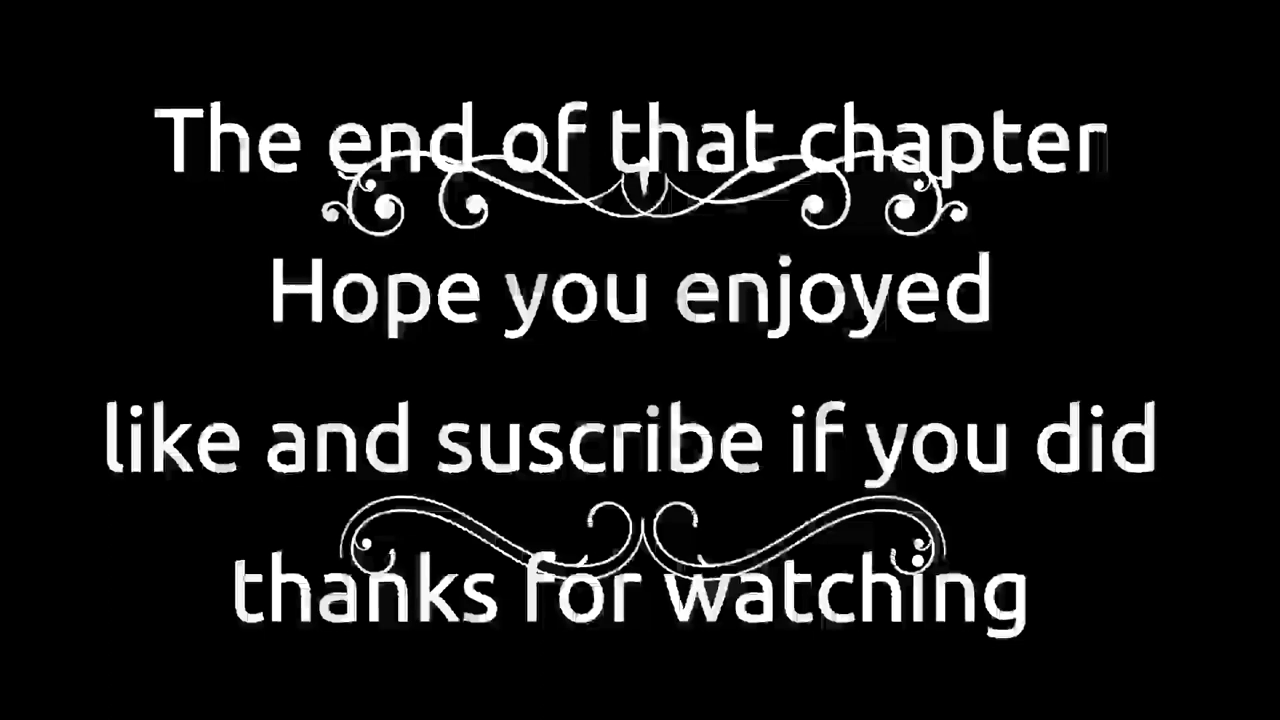 The end of that chapter
Hope you enjoyed
like and suscribe if you did
thanks for watching